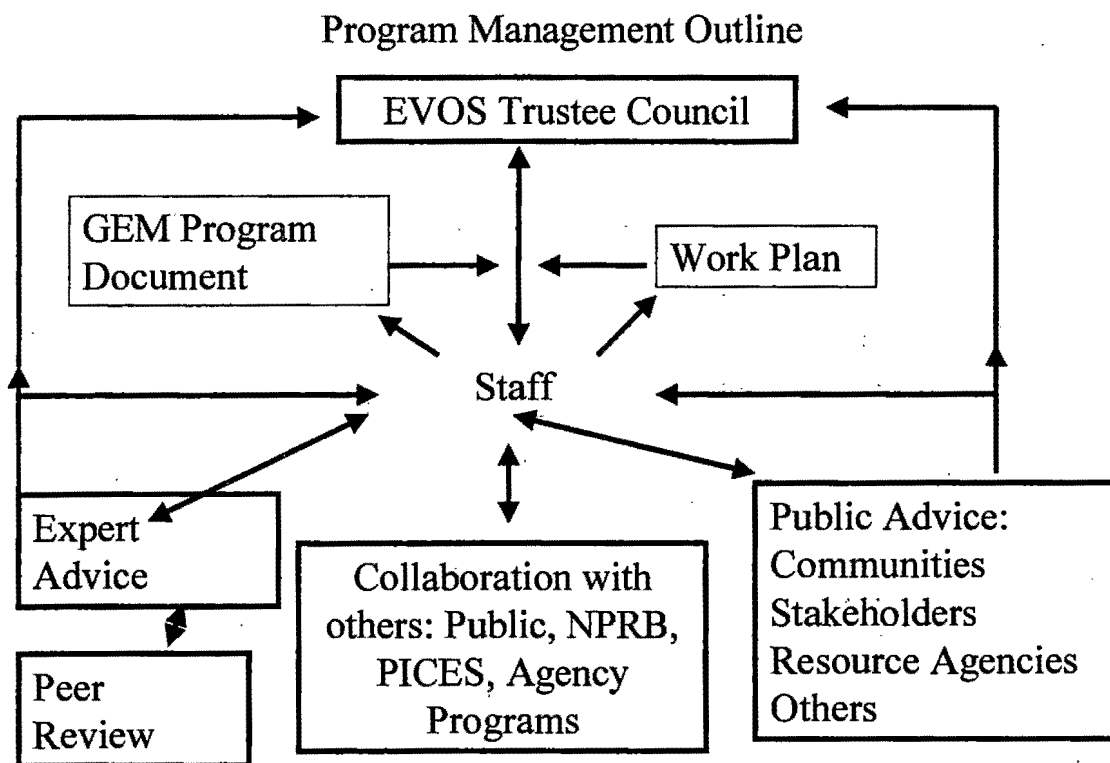 Program Management Outline
EVOS Trustee Council
GEM Program
Document
Work Plan
Staff
Expert
Advice
Peer
Review
Collaboration with
others: Public, NPRB,
PICES, Agency
Programs
Public Advice:
Communities
Stakeholders
Resource Agencies
Others